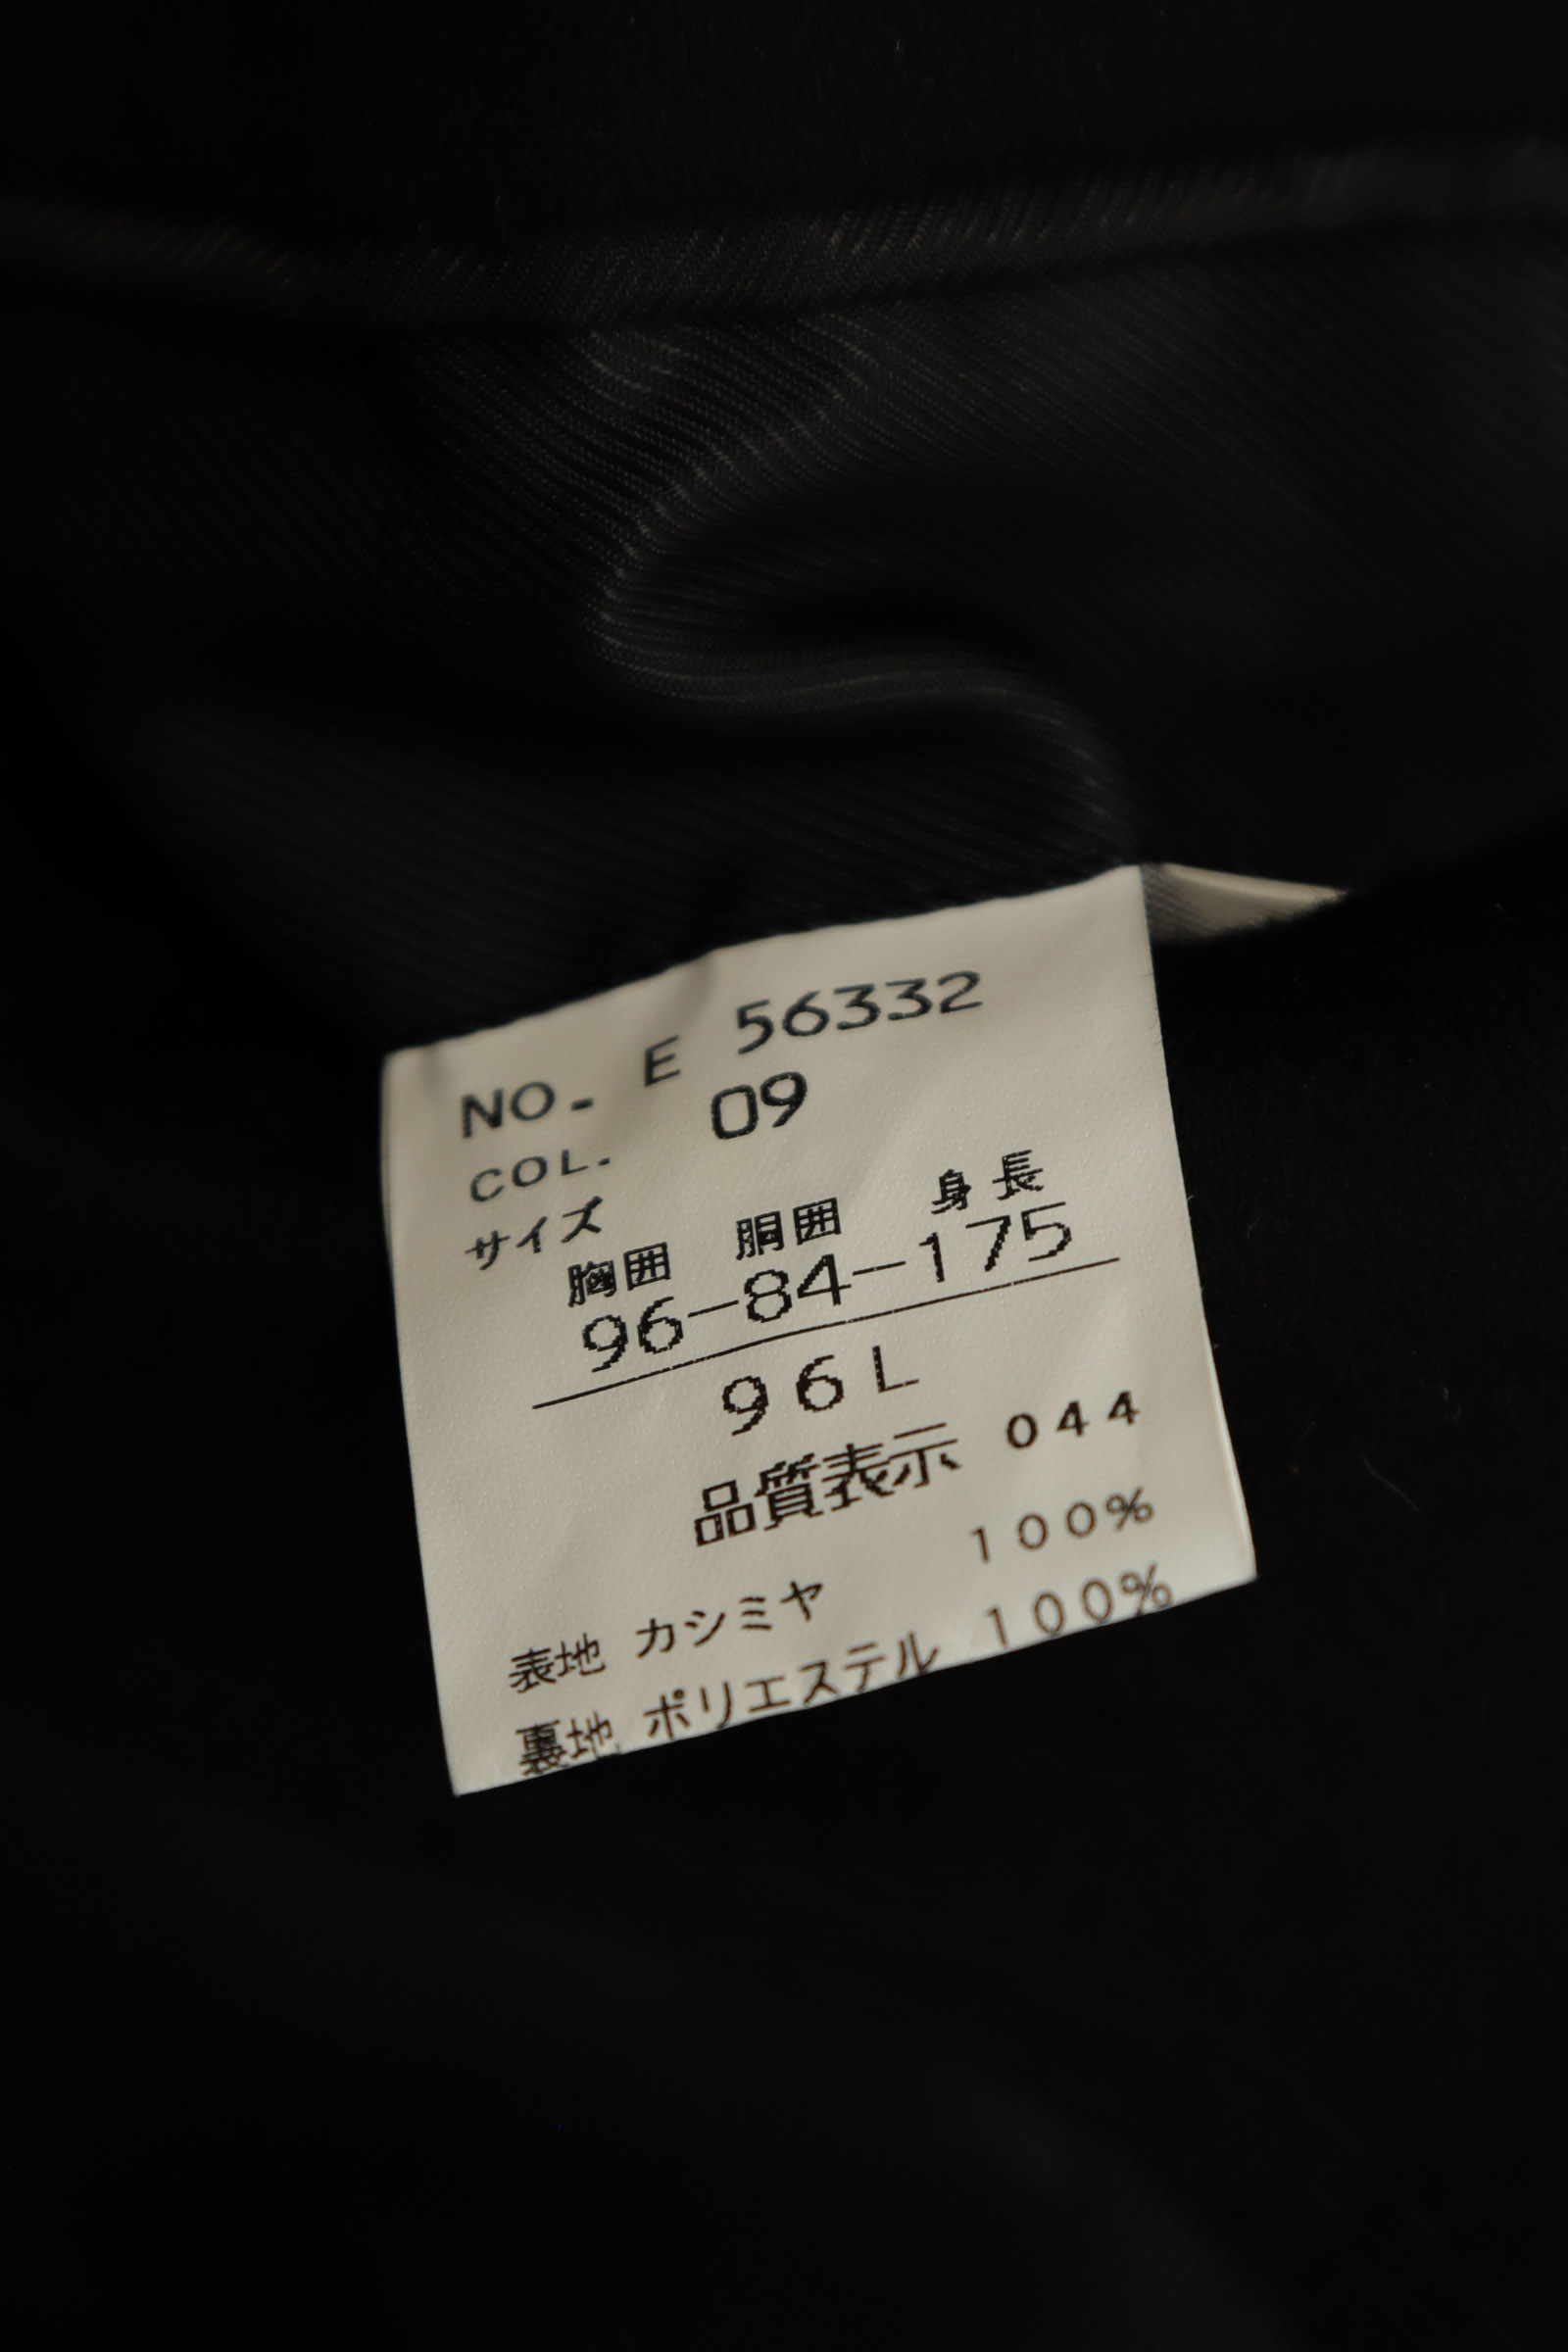 NO. E 56332
COL. 09
サイズ
胸囲 胴囲 身長
96-84-175
96L
品質表示 044
表地 カシミヤ 100%
裏地 ポリエステル 100%